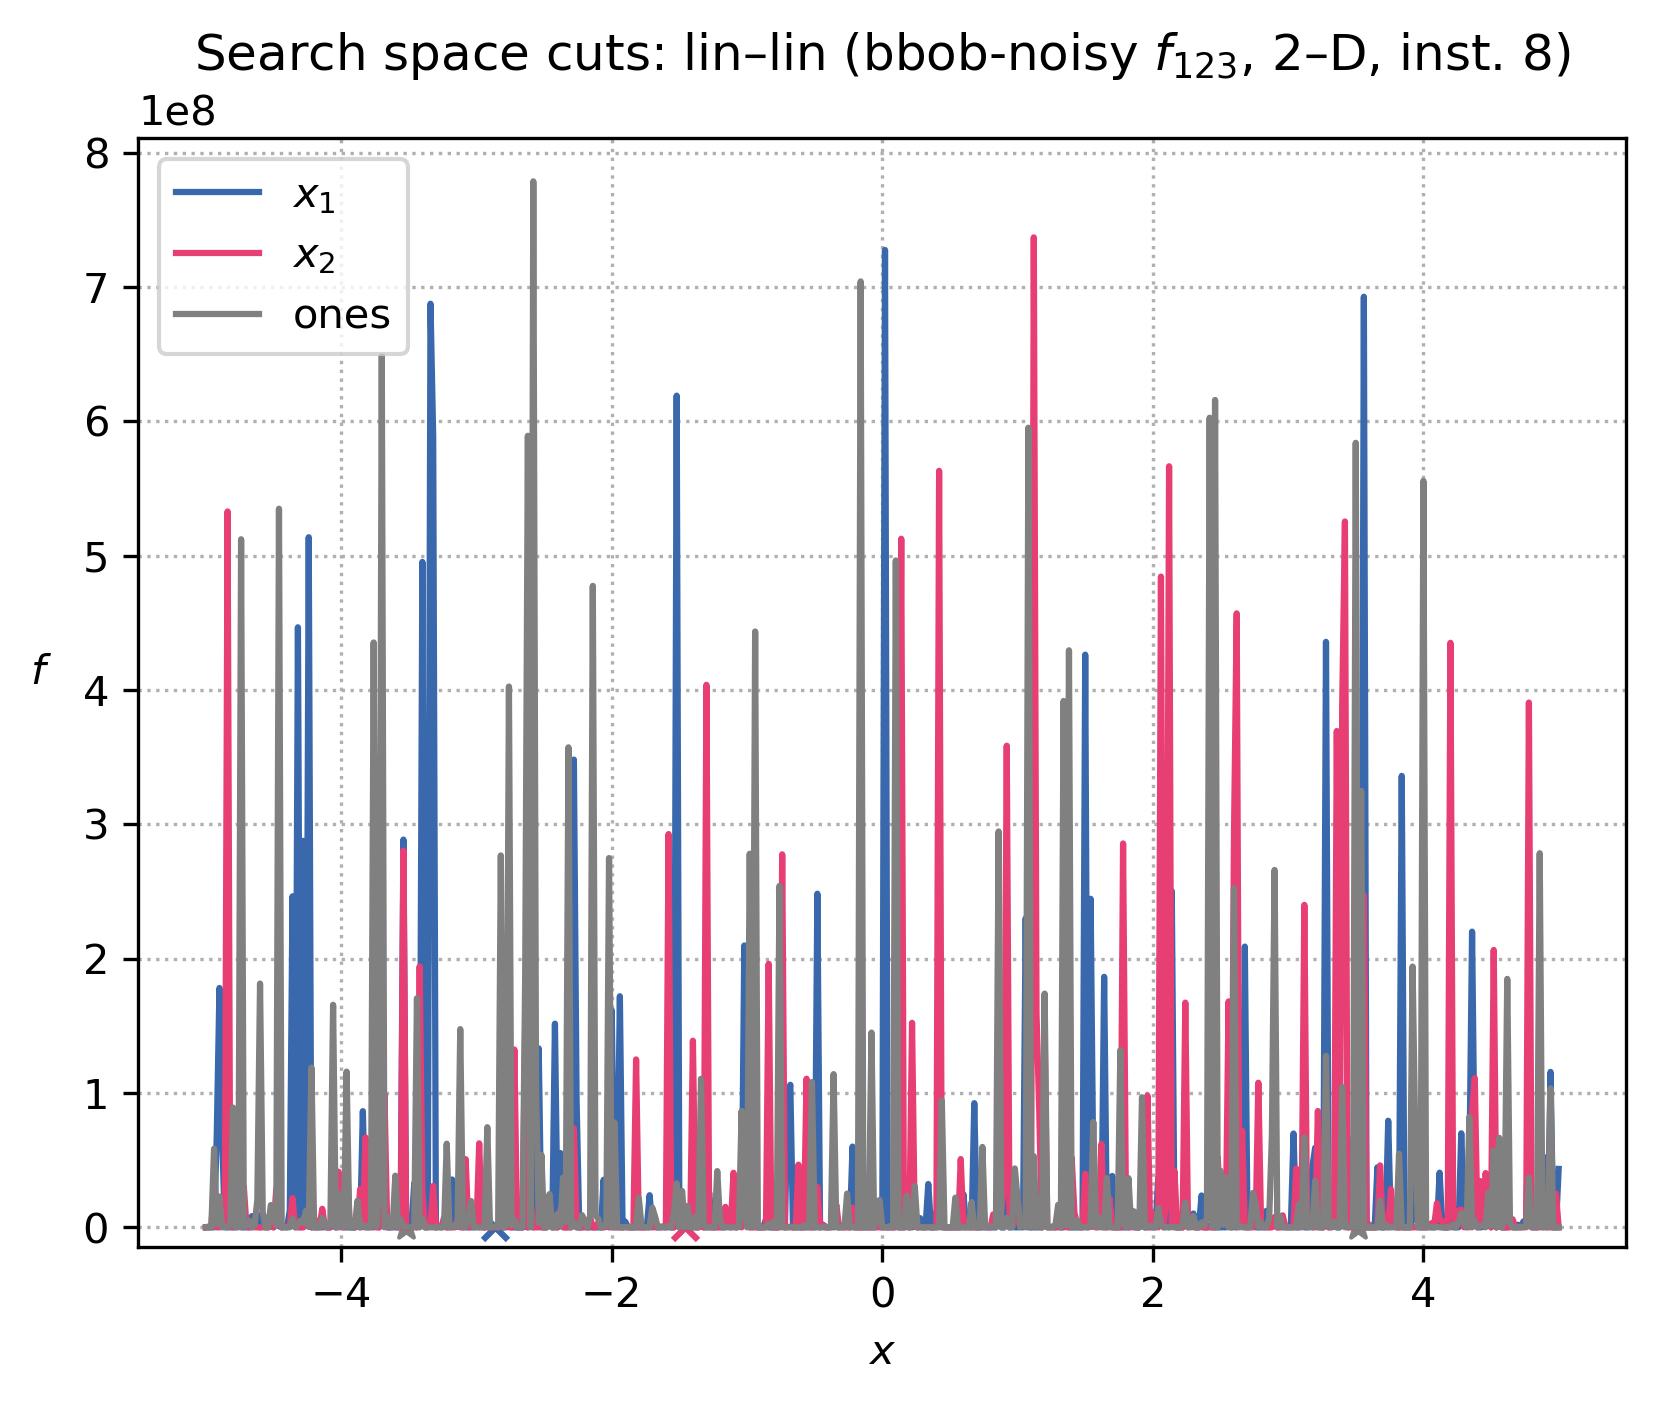 Search space cuts: lin–lin (bbob-noisy f₁₂₃, 2–D, inst. 8)
1e8
8
7
6
5
4
3
2
1
0
f
x₁
x₂
ones
−4 −2 0 2 4
x